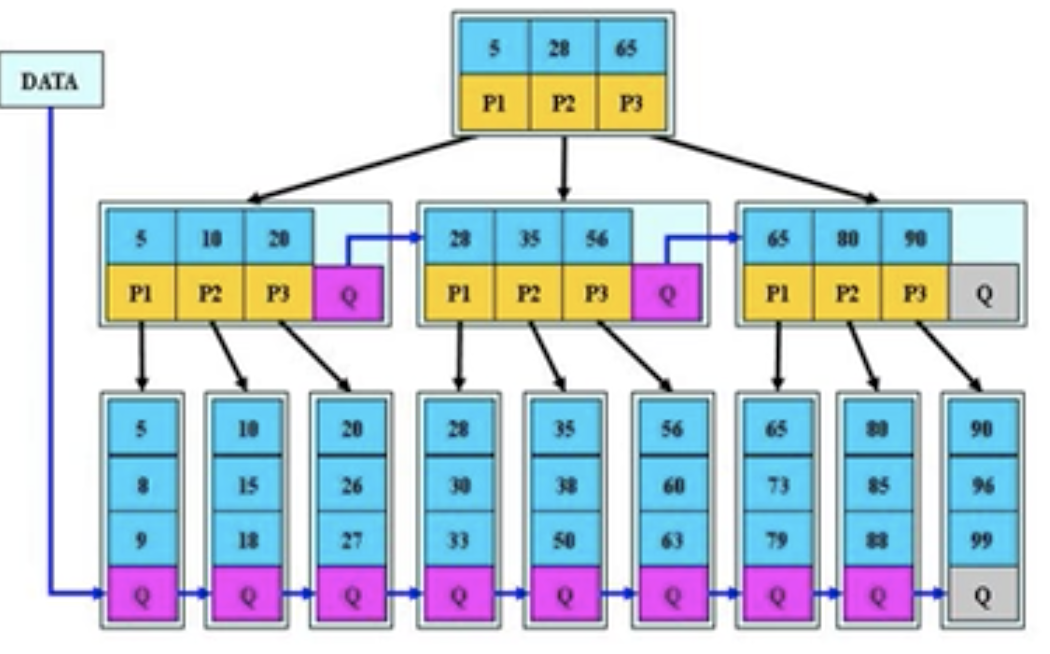 5 28 65
DATA
P1 P2 P3
5 10 20
28 35 56
65 80 90
P1 P2 P3 Q
P1 P2 P3 Q
P1 P2 P3 Q
5 10 20 28 35 56 65 80 90
8 15 26 30 38 60 73 85 96
9 18 27 33 50 63 79 88 99
Q Q Q Q Q Q Q Q Q